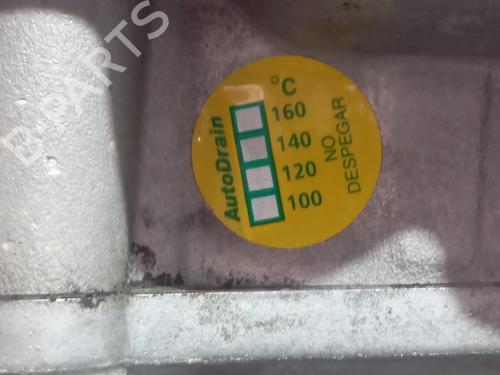 B-PARTS
AutoDrain
°C
160
140
120
100
NO
DESPEGAR